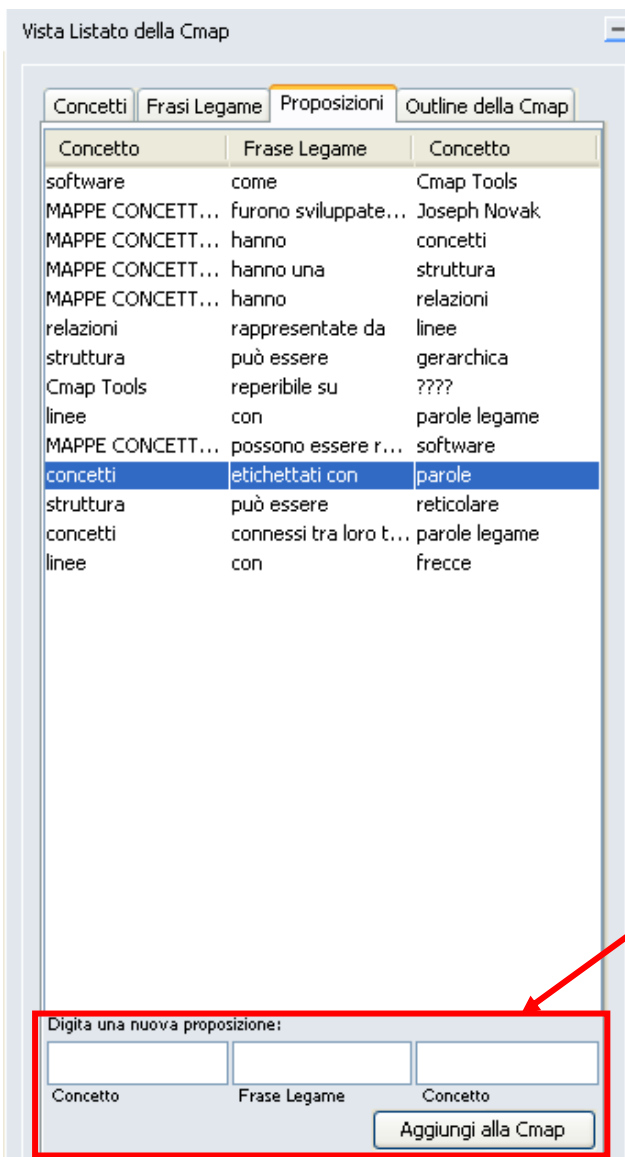 Vista Listato della Cmap
Concetti Frasi Legame Proposizioni Outline della Cmap
Concetto Frase Legame Concetto
software come Cmap Tools
MAPPE CONCETT... furono sviluppate... Joseph Novak
MAPPE CONCETT... hanno concetti
MAPPE CONCETT... hanno una struttura
MAPPE CONCETT... hanno relazioni
relazioni rappresentate da linee
struttura può essere gerarchica
Cmap Tools reperibile su ????
linee con parole legame
MAPPE CONCETT... possono essere r... software
concetti etichettati con parole
struttura può essere reticolare
concetti connessi tra loro t... parole legame
linee con frecce
Digita una nuova proposizione:
Concetto Frase Legame Concetto
Aggiungi alla Cmap